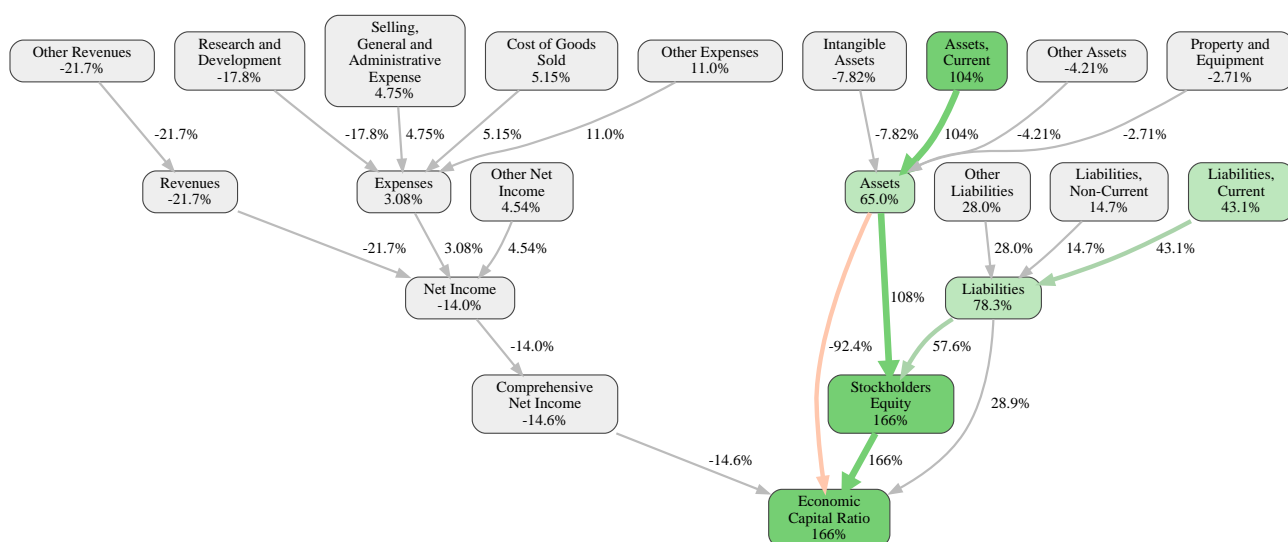 Other Revenues
-21.7%
Research and
Development
-17.8%
Selling,
General and
Administrative
Expense
4.75%
Cost of Goods
Sold
5.15%
Other Expenses
11.0%
Intangible
Assets
-7.82%
Assets,
Current
104%
Other Assets
-4.21%
Property and
Equipment
-2.71%
-21.7%
-17.8%
4.75%
5.15%
11.0%
-7.82%
104%
-4.21%
-2.71%
Revenues
-21.7%
Expenses
3.08%
Other Net
Income
4.54%
Assets
65.0%
Other
Liabilities
28.0%
Liabilities,
Non-Current
14.7%
Liabilities,
Current
43.1%
-21.7%
3.08%
4.54%
28.0%
14.7%
43.1%
Net Income
-14.0%
108%
Liabilities
78.3%
-14.0%
-92.4%
57.6%
Comprehensive
Net Income
-14.6%
Stockholders
Equity
166%
28.9%
-14.6%
166%
Economic
Capital Ratio
166%